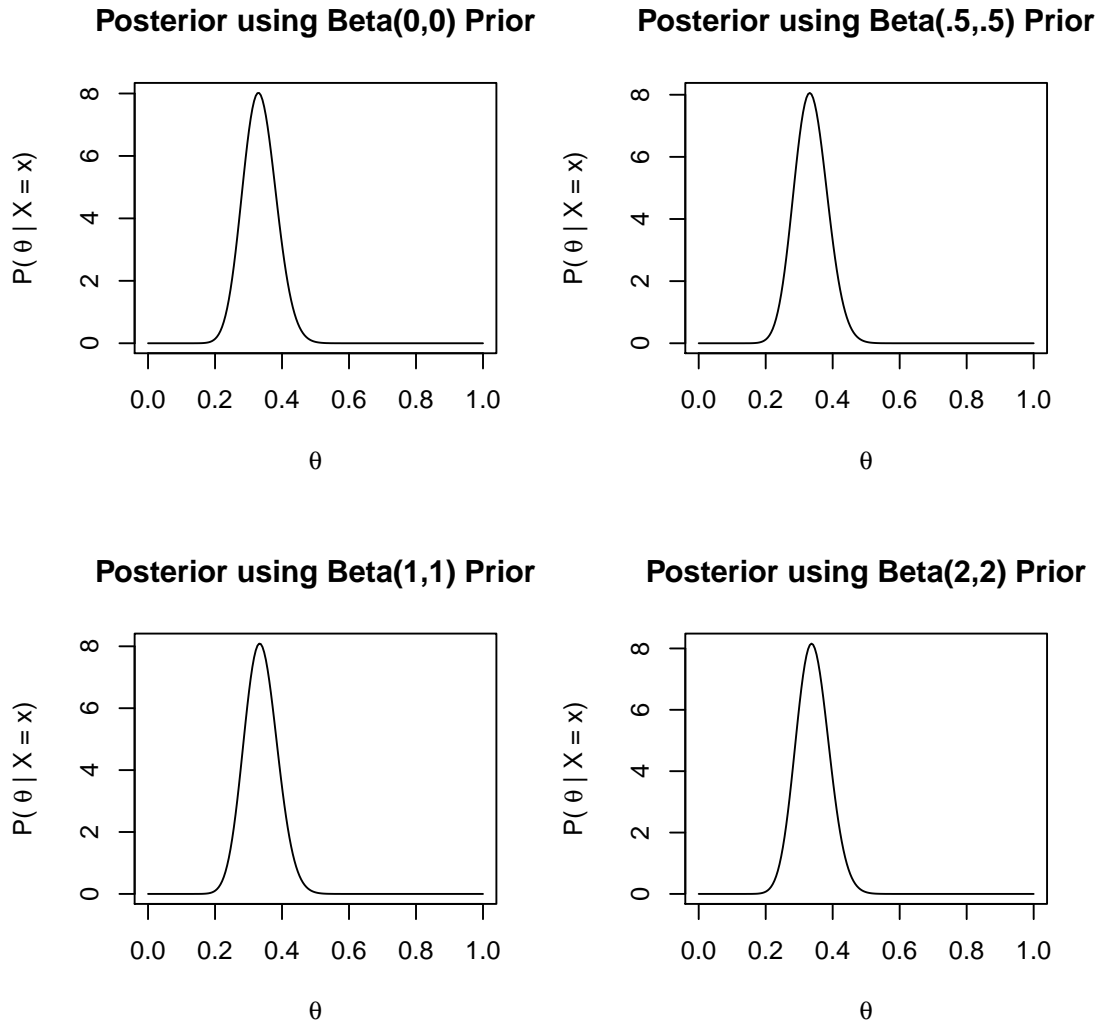 Posterior using Beta(0,0) Prior
P( θ | X = x)
8
6
4
2
0
0.0 0.2 0.4 0.6 0.8 1.0
θ
Posterior using Beta(.5,.5) Prior
P( θ | X = x)
8
6
4
2
0
0.0 0.2 0.4 0.6 0.8 1.0
θ
Posterior using Beta(1,1) Prior
P( θ | X = x)
8
6
4
2
0
0.0 0.2 0.4 0.6 0.8 1.0
θ
Posterior using Beta(2,2) Prior
P( θ | X = x)
8
6
4
2
0
0.0 0.2 0.4 0.6 0.8 1.0
θ